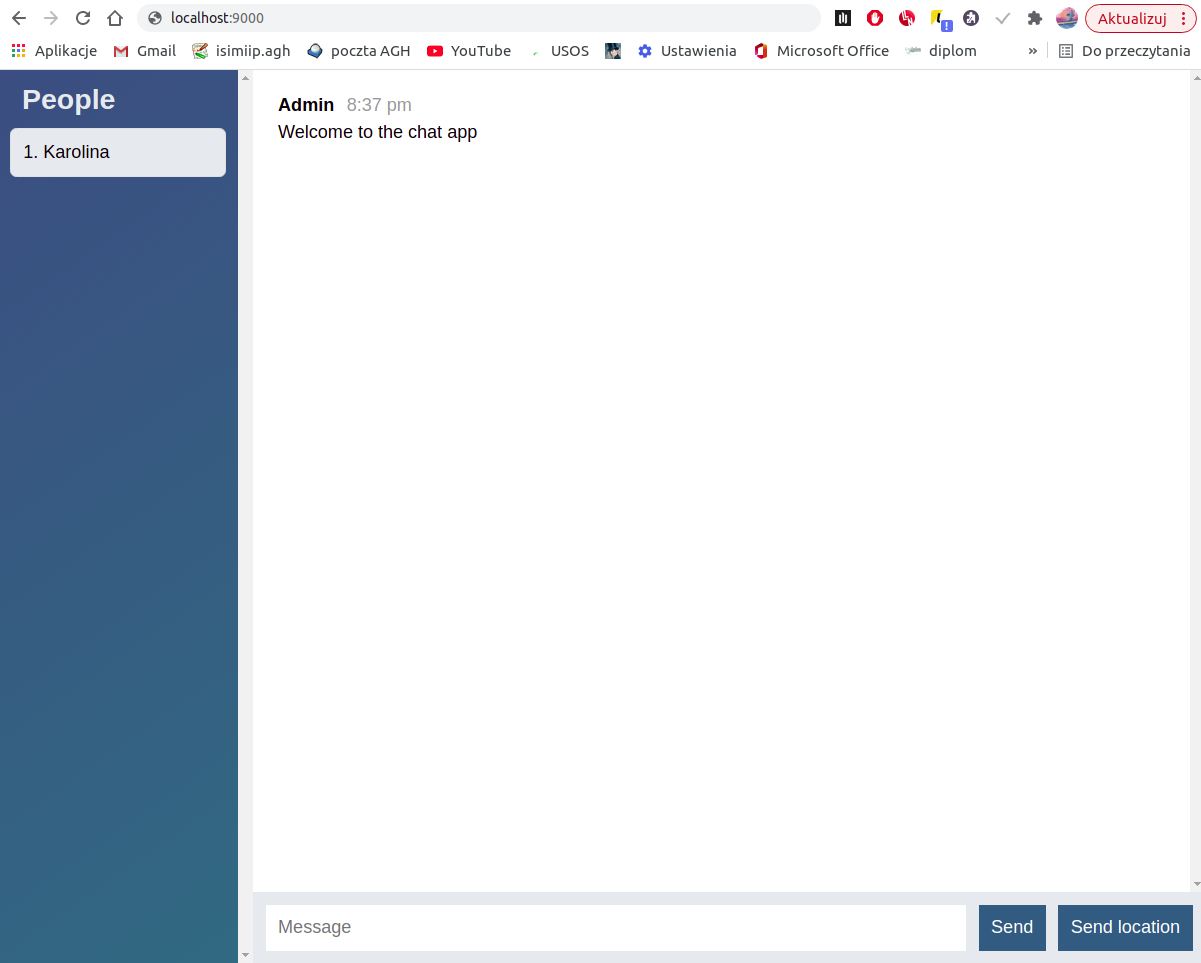 localhost:9000
Aktualizuj
Aplikacje Gmail isimiip.agh poczta AGH YouTube USOS Ustawienia Microsoft Office diplom » Do przeczytania
People
1. Karolina
Admin 8:37 pm
Welcome to the chat app
Message Send Send location